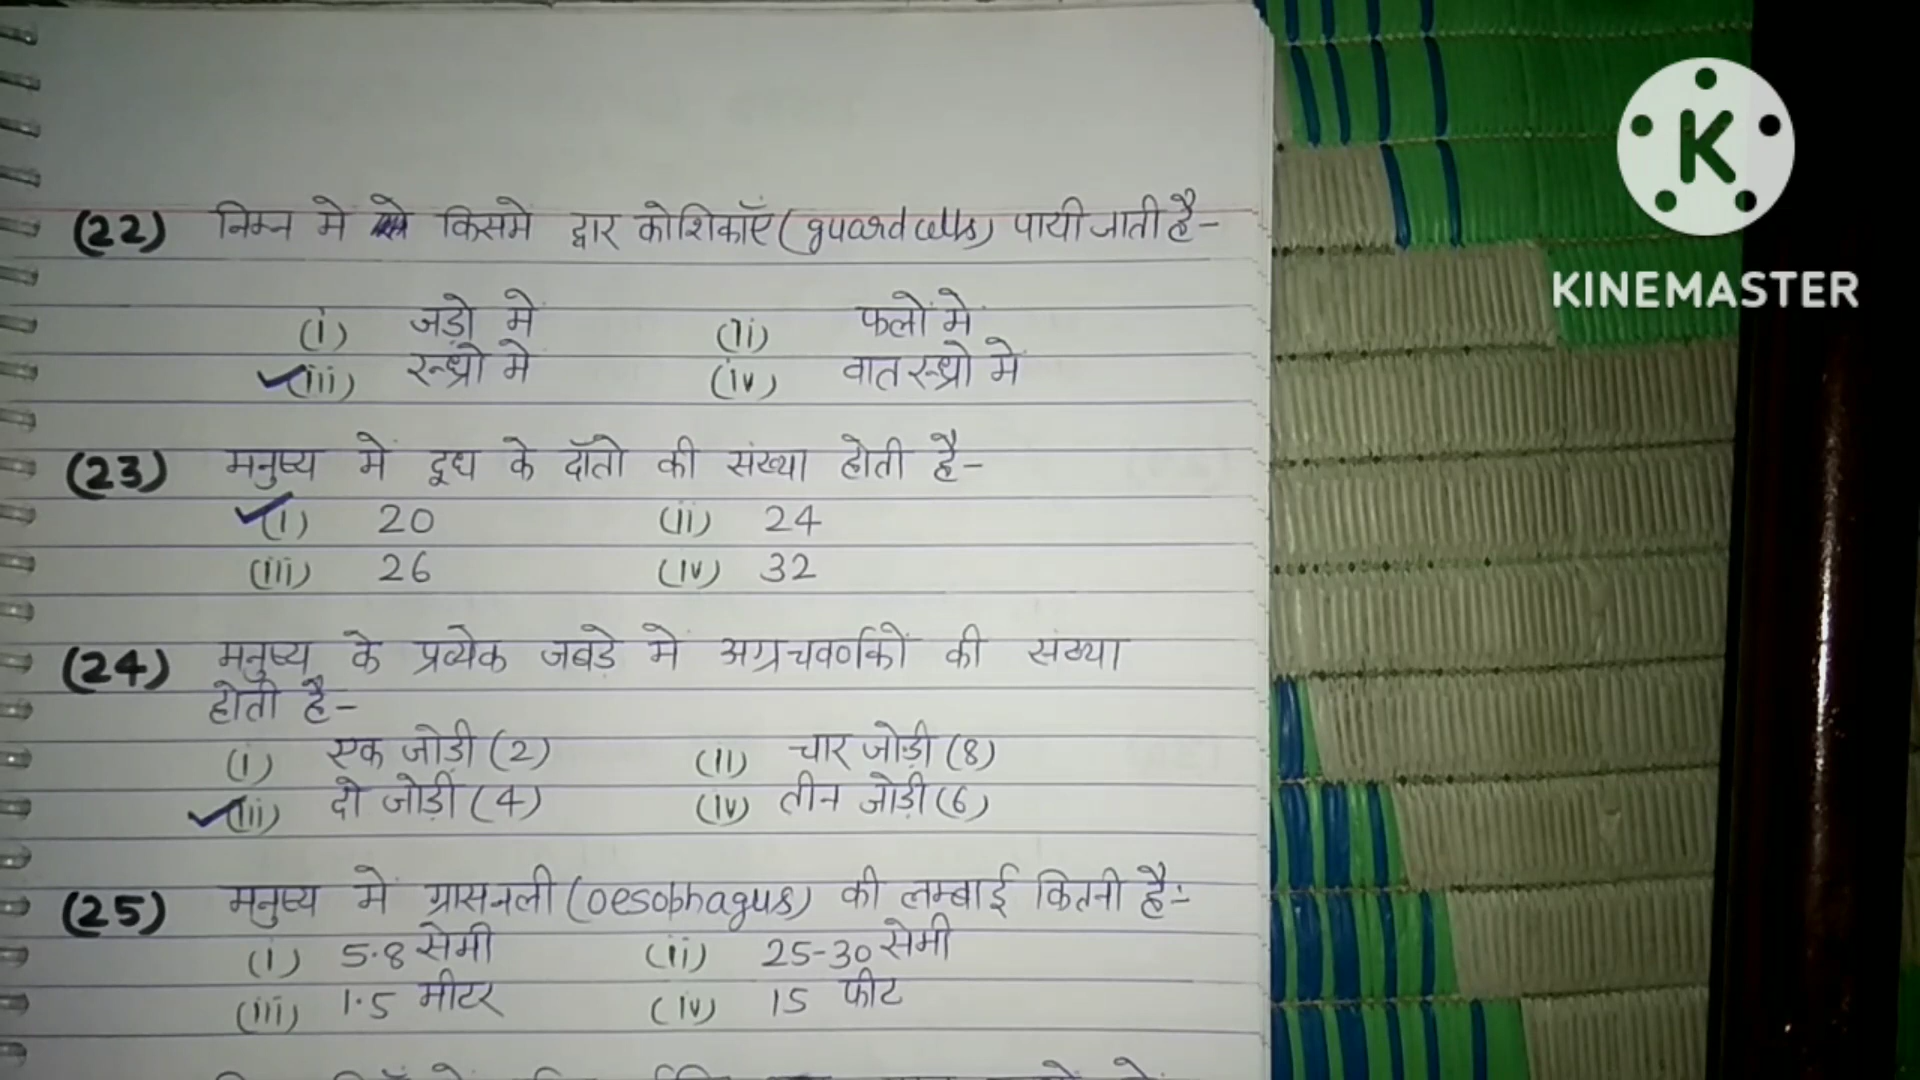 (22) निम्न में से किसमे द्वार कोशिकाएँ (guard cells) पायी जाती है-
(i) जड़ो में (ii) फलों में
(iii) रन्ध्रो मे (iv) वातरन्ध्रो मे
(23) मनुष्य में दूध के दाँतो की संख्या होती है-
(i) 20 (ii) 24
(iii) 26 (iv) 32
(24) मनुष्य के प्रत्येक जबड़े में अग्रचवर्णकों की संख्या
होती है-
(i) एक जोड़ी (2) (ii) चार जोड़ी (8)
(iii) दो जोड़ी (4) (iv) तीन जोड़ी (6)
(25) मनुष्य में ग्रासनली (oesophagus) की लम्बाई कितनी है:-
(i) 5.8 सेमी (ii) 25-30 सेमी
(iii) 1.5 मीटर (iv) 15 फीट
K
KINEMASTER